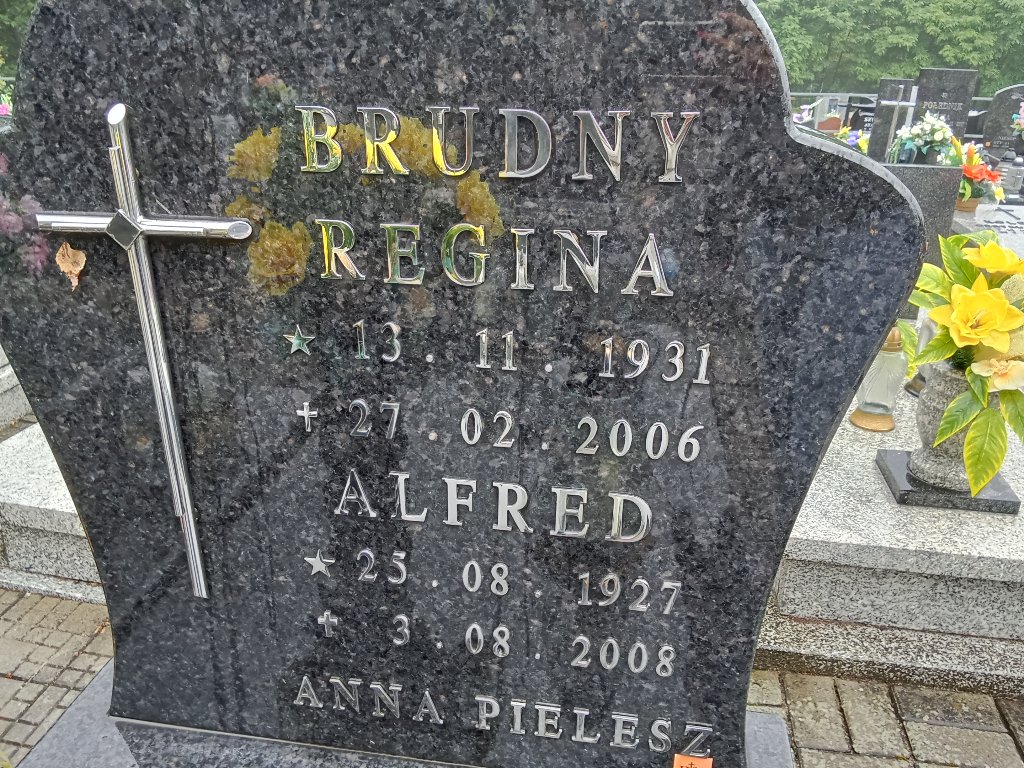 BRUDNY
REGINA
13 . 11 . 1931
27 . 02 . 2006
ALFRED
25 . 08 . 1927
3 . 08 . 2008
ANNA PIELESZ